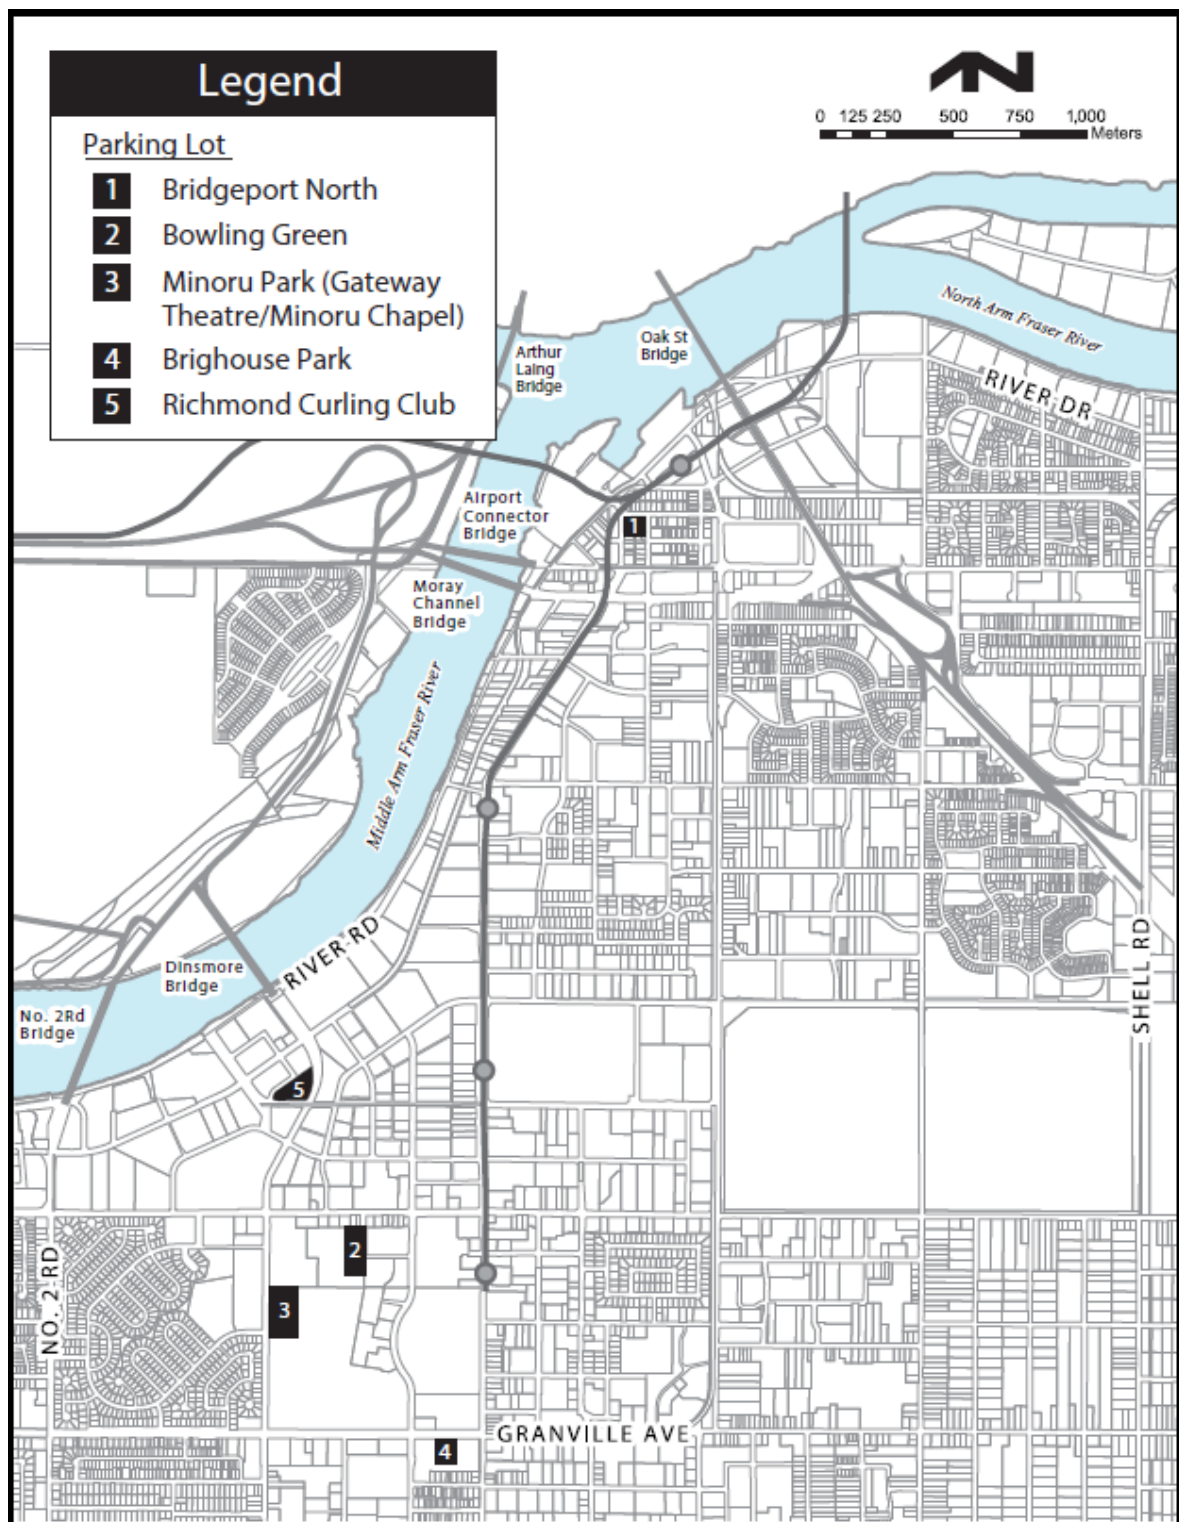 Legend
Parking Lot
1 Bridgeport North
2 Bowling Green
3 Minoru Park (Gateway
Theatre/Minoru Chapel)
4 Brighouse Park
5 Richmond Curling Club
N
0 125 250 500 750 1,000
Meters
North Arm Fraser River
Oak St
Bridge
Arthur
Laing
Bridge
RIVER DR
Airport
Connector
Bridge
1
Moray
Channel
Bridge
Middle Arm Fraser River
RIVER RD
Dinsmore
Bridge
No. 2Rd
Bridge
SHELL RD
5
2
NO. 2 RD
3
GRANVILLE AVE
4